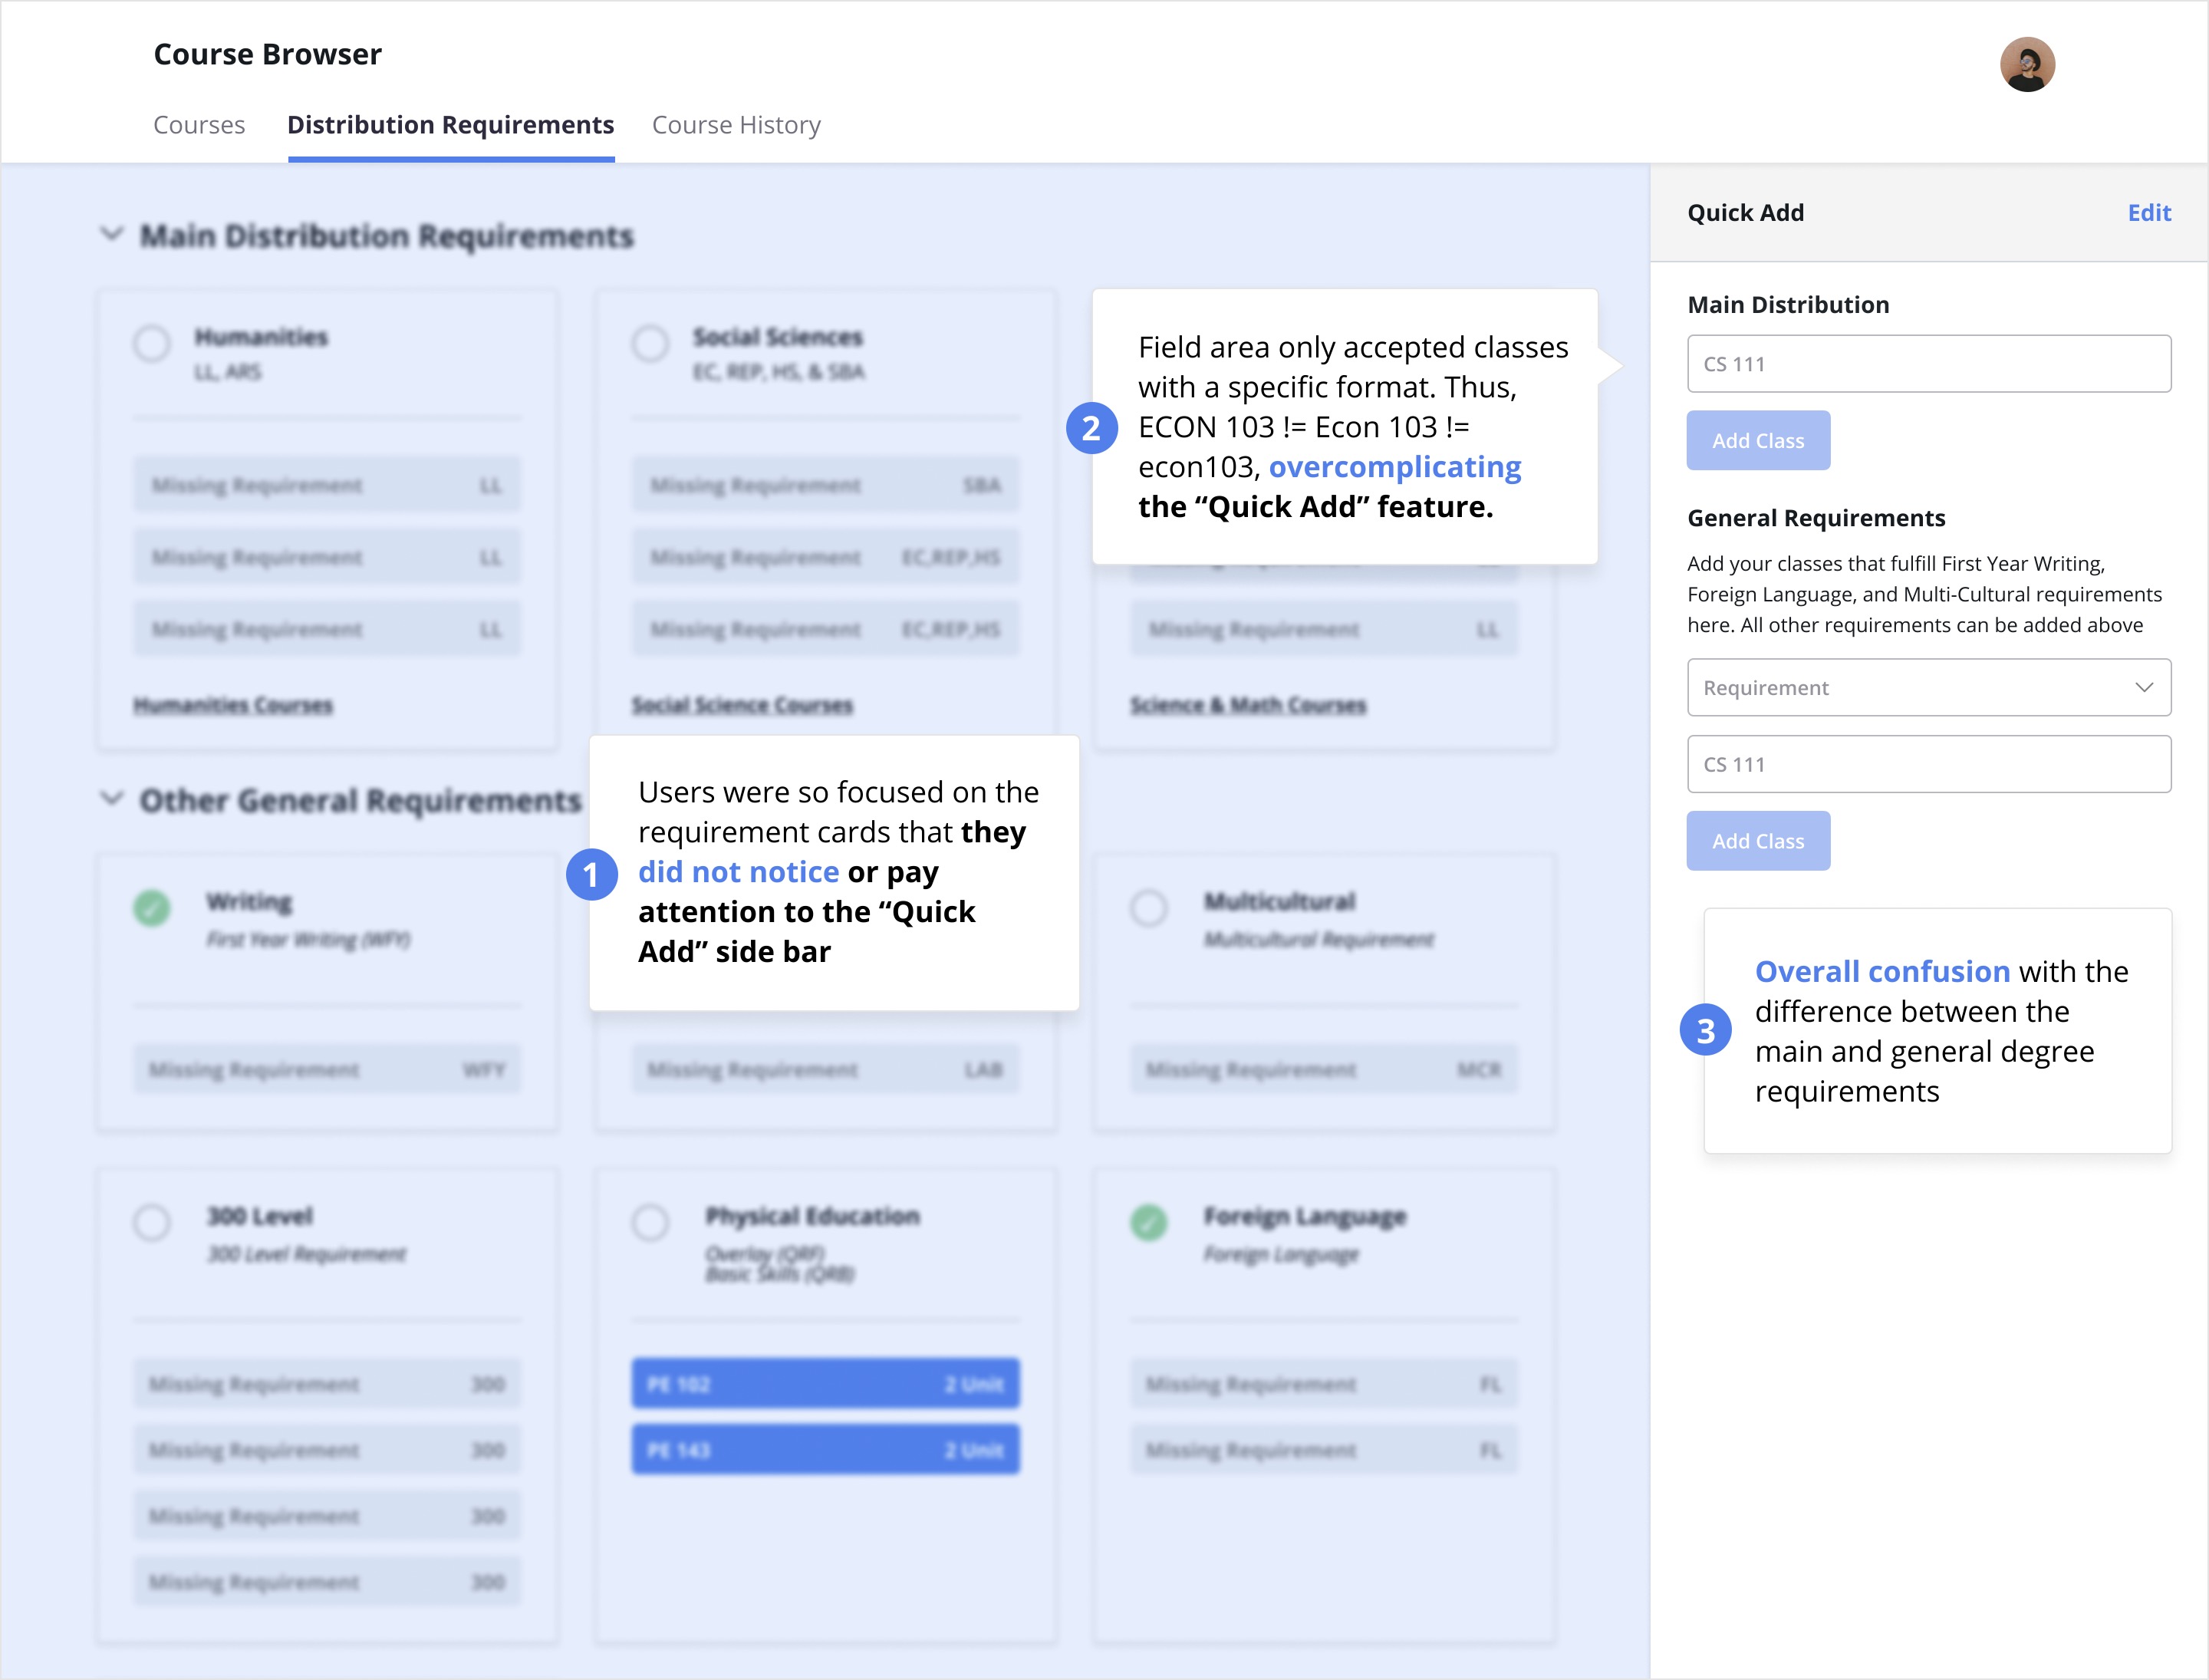 Course Browser
Courses
Distribution Requirements
Course History
Main Distribution Requirements
Humanities
LL, ARS
Missing Requirement LL
Missing Requirement LL
Missing Requirement LL
Humanities Courses
Social Sciences
EC, REP, HS, & SBA
Missing Requirement SBA
Missing Requirement EC,REP,HS
Missing Requirement EC,REP,HS
Social Science Courses
2
Field area only accepted classes
with a specific format. Thus,
ECON 103 != Econ 103 !=
econ103, overcomplicating
the “Quick Add” feature.
Missing Requirement LL
Science & Math Courses
Other General Requirements
1
Users were so focused on the
requirement cards that they
did not notice or pay
attention to the “Quick
Add” side bar
Writing
First Year Writing (WFY)
Missing Requirement WFY
Missing Requirement LAB
Multicultural
Multicultural Requirement
Missing Requirement MCR
300 Level
300 Level Requirement
Missing Requirement 300
Missing Requirement 300
Missing Requirement 300
Missing Requirement 300
Physical Education
Overlay (QRF)
Basic Skills (QRB)
PE 102 2 Unit
PE 143 2 Unit
Foreign Language
Foreign Language
Missing Requirement FL
Missing Requirement FL
Quick Add
Edit
Main Distribution
CS 111
Add Class
General Requirements
Add your classes that fulfill First Year Writing,
Foreign Language, and Multi-Cultural requirements
here. All other requirements can be added above
Requirement
CS 111
Add Class
3
Overall confusion with the
difference between the
main and general degree
requirements